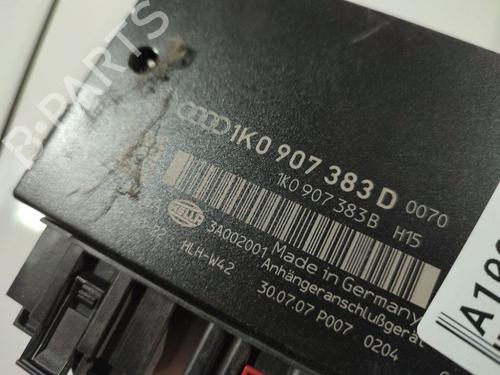 B-PARTS
1K0 907 383 D 0070
1K0 907 383 B H15
HELLA
3A002001 Made in Germany
HLH-W42 Anhängeranschlußgerät
30.07.07 P007 0204